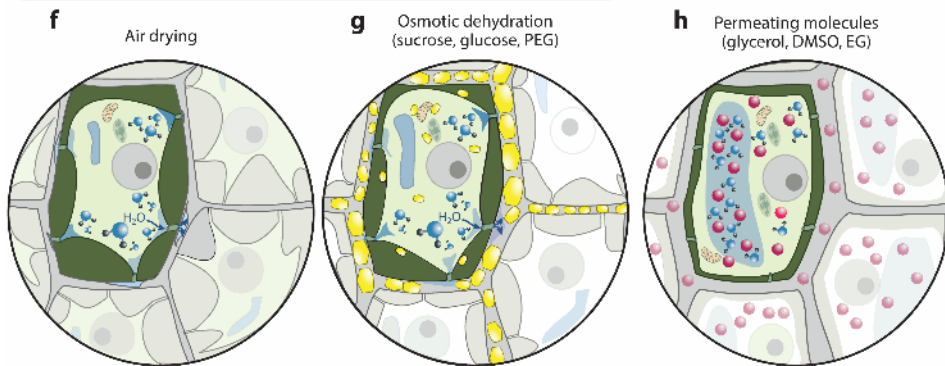 f
Air drying
g
Osmotic dehydration
(sucrose, glucose, PEG)
h
Permeating molecules
(glycerol, DMSO, EG)
H₂O
H₂O